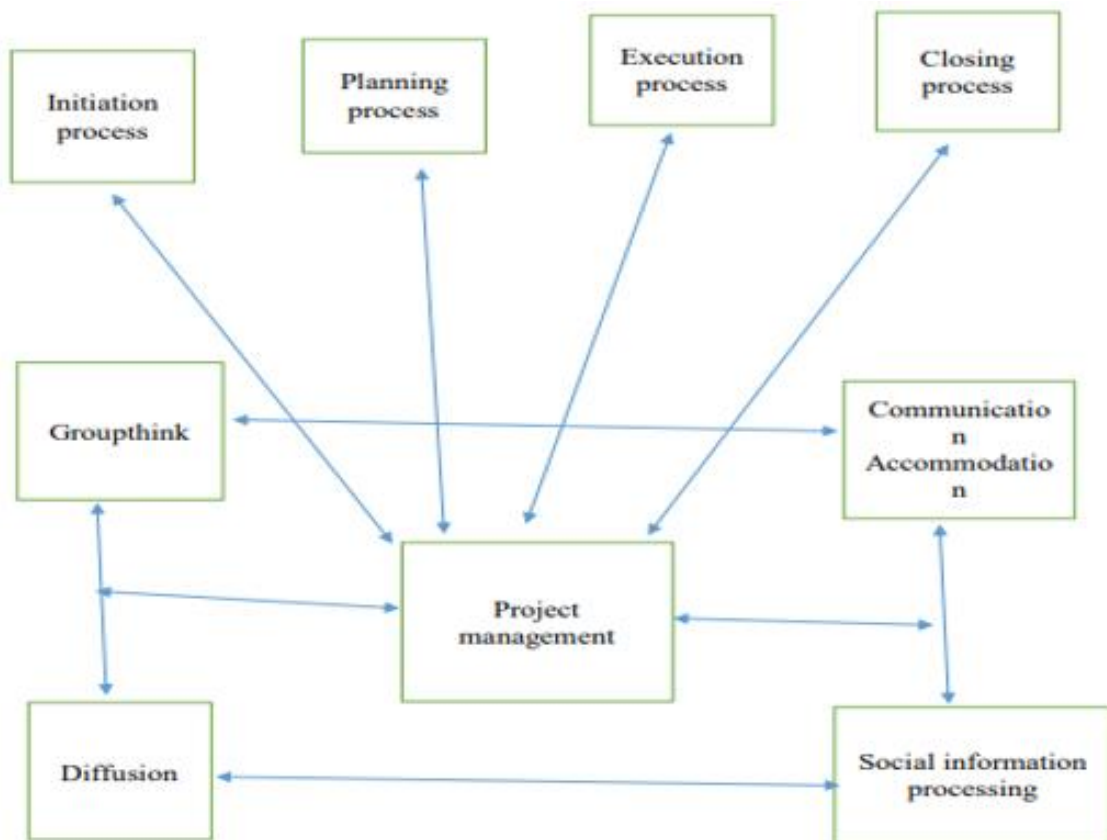 Initiation
process
Planning
process
Execution
process
Closing
process
Groupthink
Communicatio
n
Accommodatio
n
Project
management
Diffusion
Social information
processing